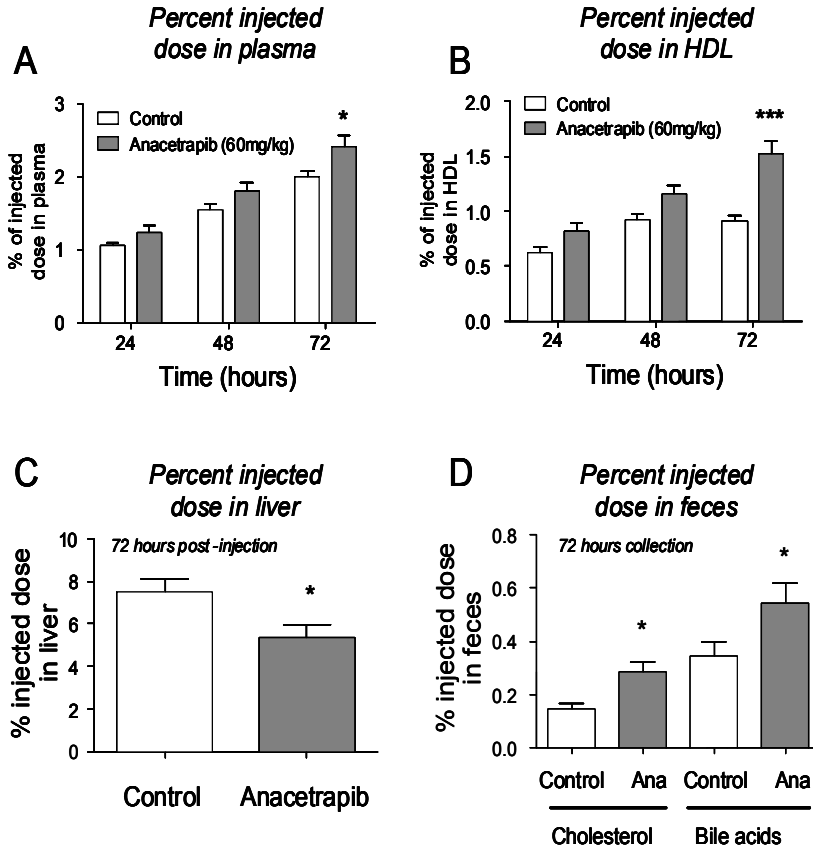 A
Percent injected
dose in plasma
% of injected
dose in plasma
3
2
1
0
Control
Anacetrapib (60mg/kg)
*
24
48
72
Time (hours)
B
Percent injected
dose in HDL
% of injected
dose in HDL
2.0
1.5
1.0
0.5
0.0
Control
Anacetrapib (60mg/kg)
***
24
48
72
Time (hours)
C
Percent injected
dose in liver
% injected dose
in liver
10
8
6
4
2
0
72 hours post-injection
*
Control
Anacetrapib
D
Percent injected
dose in feces
% injected dose
in feces
0.8
0.6
0.4
0.2
0.0
72 hours collection
*
*
Control
Ana
Control
Ana
Cholesterol
Bile acids